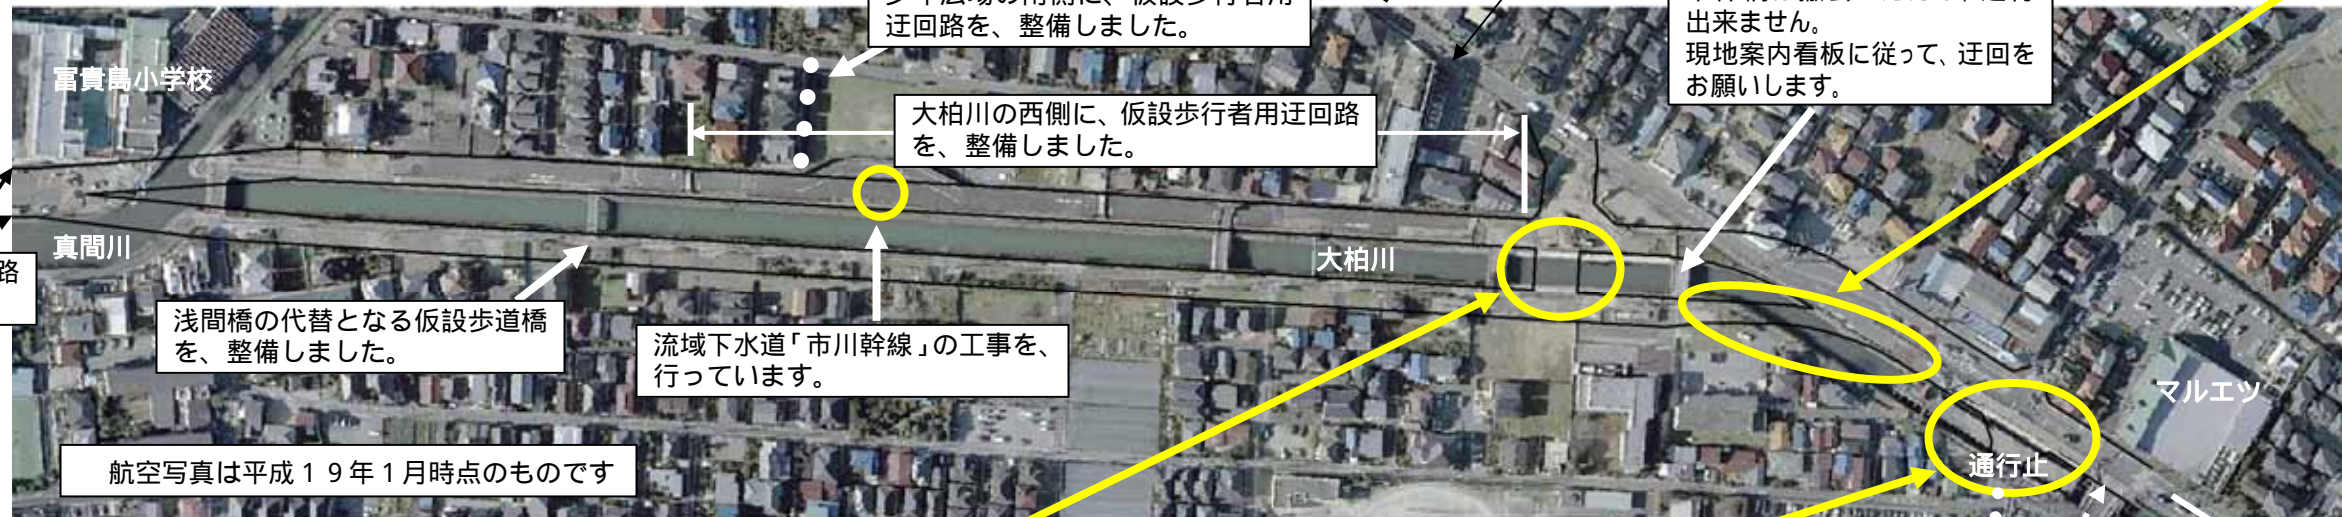 迂回路を、整備しました。
出来ません。
現地案内看板に従って、迂回を
お願いします。
冨貴島小学校
大柏川の西側に、仮設歩行者用迂回路
を、整備しました。
真間川
路
大柏川
浅間橋の代替となる仮設歩道橋
を、整備しました。
流域下水道「市川幹線」の工事を、
行っています。
マルエツ
通行止
航空写真は平成19年1月時点のものです